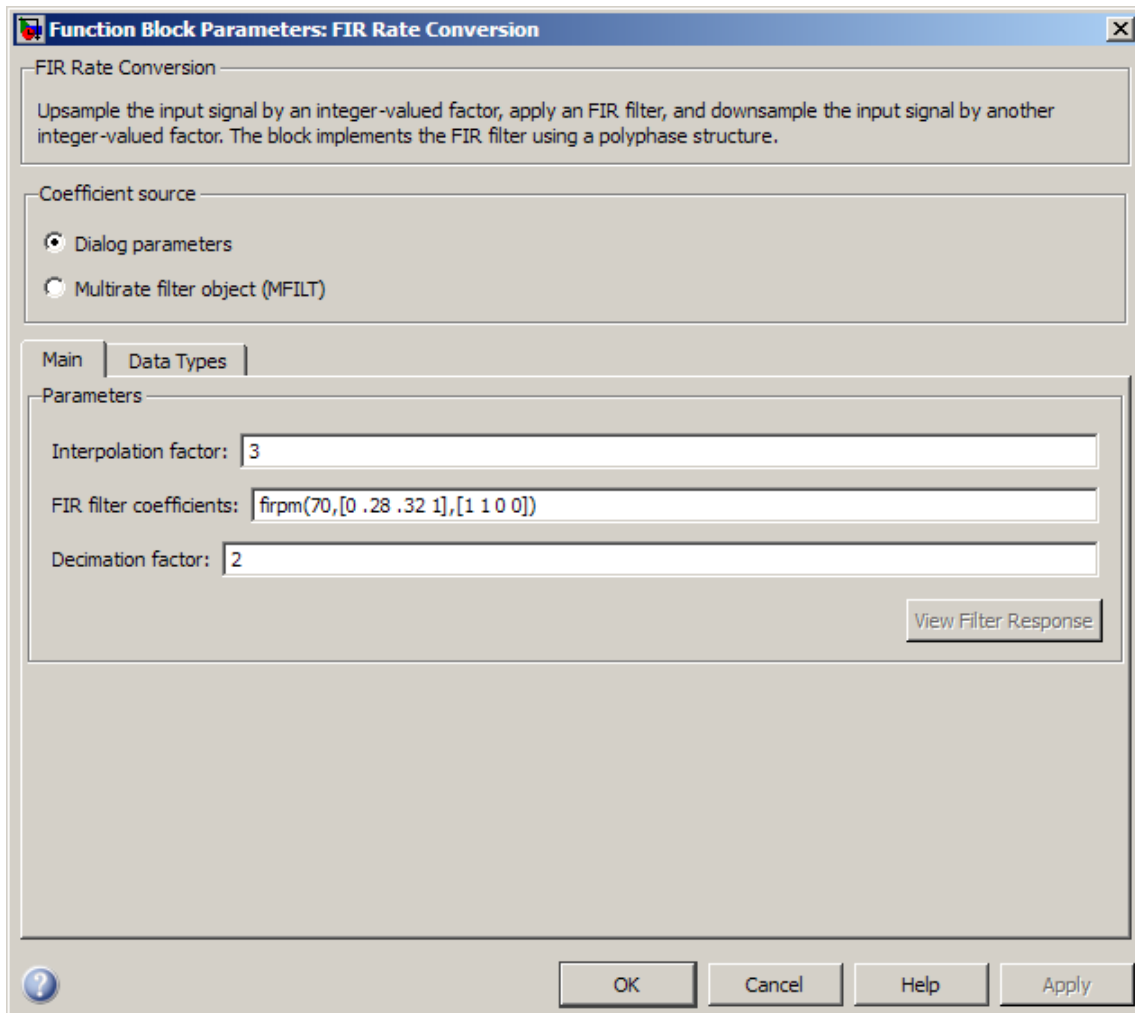 Function Block Parameters: FIR Rate Conversion
FIR Rate Conversion
Upsample the input signal by an integer-valued factor, apply an FIR filter, and downsample the input signal by another
integer-valued factor. The block implements the FIR filter using a polyphase structure.
Coefficient source
Dialog parameters
Multirate filter object (MFILT)
Main Data Types
Parameters
Interpolation factor: 3
FIR filter coefficients: firpm(70,[0 .28 .32 1],[1 1 0 0])
Decimation factor: 2
View Filter Response
? OK Cancel Help Apply